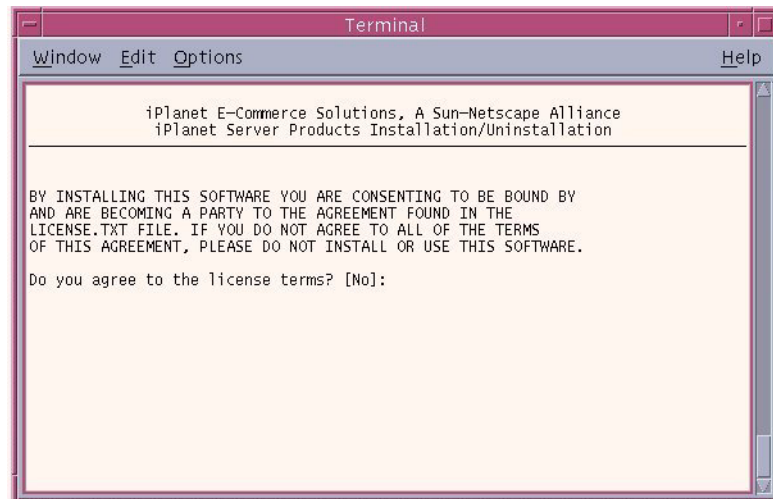 Terminal
Window Edit Options Help
iPlanet E-Commerce Solutions, A Sun-Netscape Alliance
iPlanet Server Products Installation/Uninstallation
BY INSTALLING THIS SOFTWARE YOU ARE CONSENTING TO BE BOUND BY
AND ARE BECOMING A PARTY TO THE AGREEMENT FOUND IN THE
LICENSE.TXT FILE. IF YOU DO NOT AGREE TO ALL OF THE TERMS
OF THIS AGREEMENT, PLEASE DO NOT INSTALL OR USE THIS SOFTWARE.
Do you agree to the license terms? [No]: